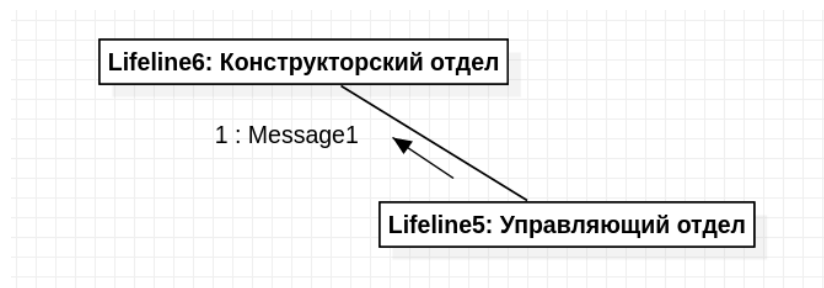 Lifeline6: Конструкторский отдел
1 : Message1
Lifeline5: Управляющий отдел